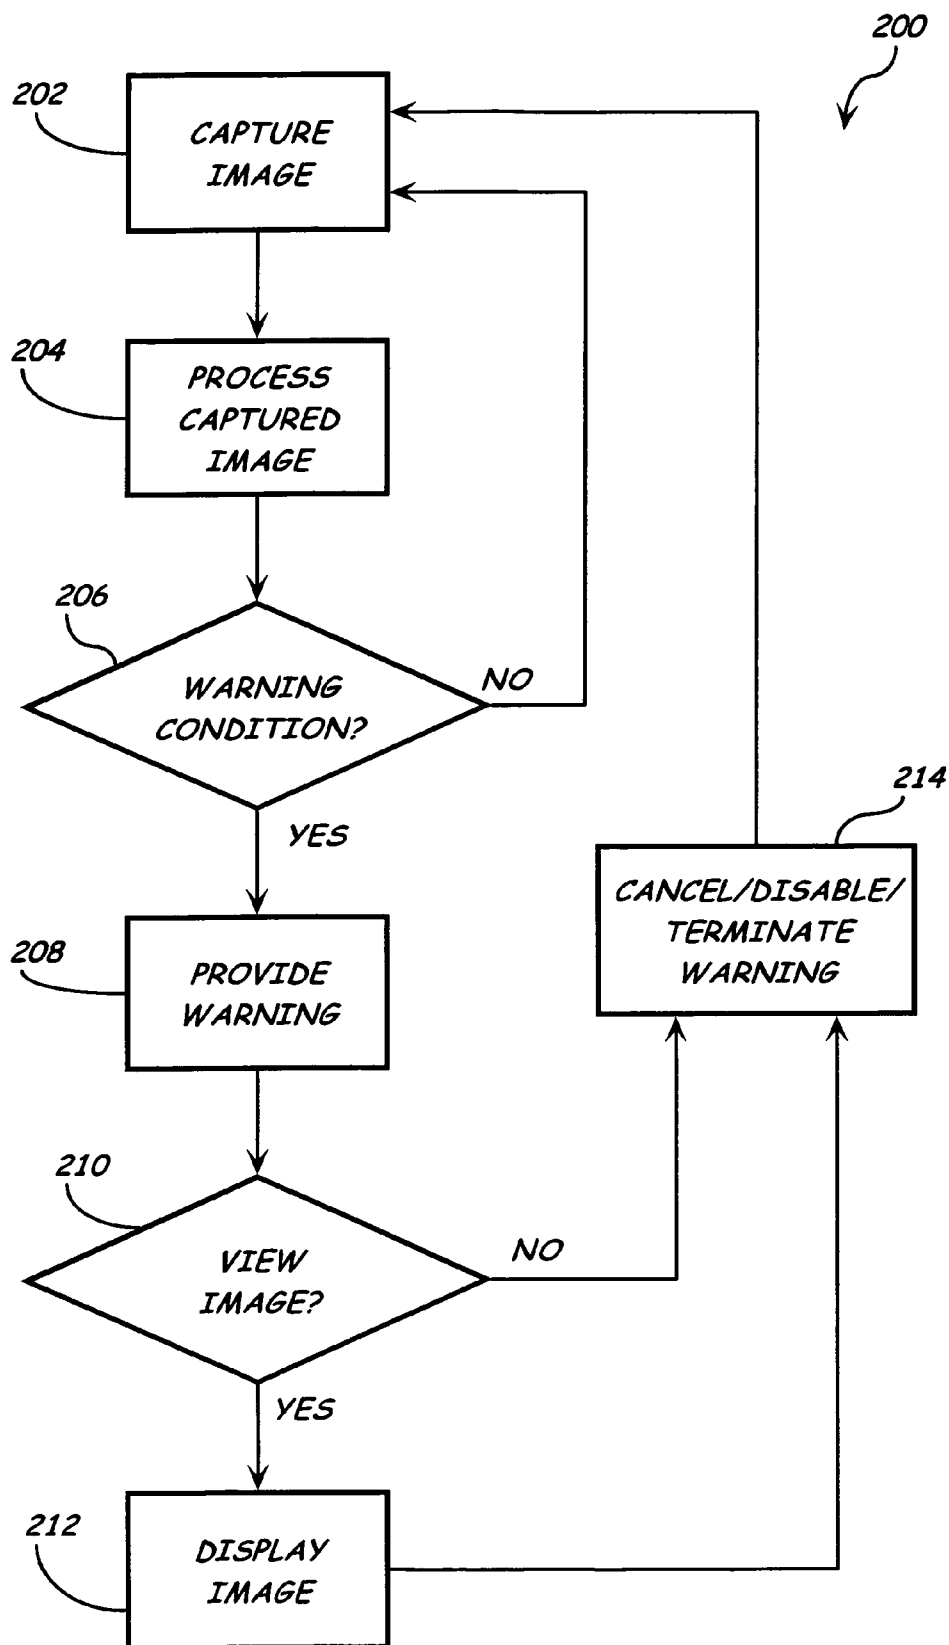 200
202
CAPTURE
IMAGE
204
PROCESS
CAPTURED
IMAGE
206
WARNING
CONDITION?
NO
YES
214
CANCEL/DISABLE/
TERMINATE
WARNING
208
PROVIDE
WARNING
210
VIEW
IMAGE?
NO
YES
212
DISPLAY
IMAGE